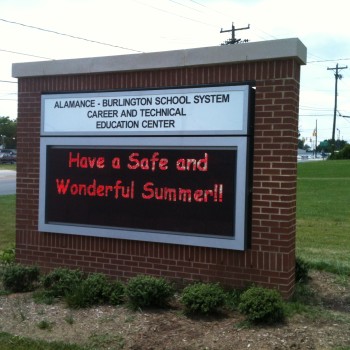 ALAMANCE - BURLINGTON SCHOOL SYSTEM
CAREER AND TECHNICAL
EDUCATION CENTER
Have a Safe and
Wonderful Summer!!